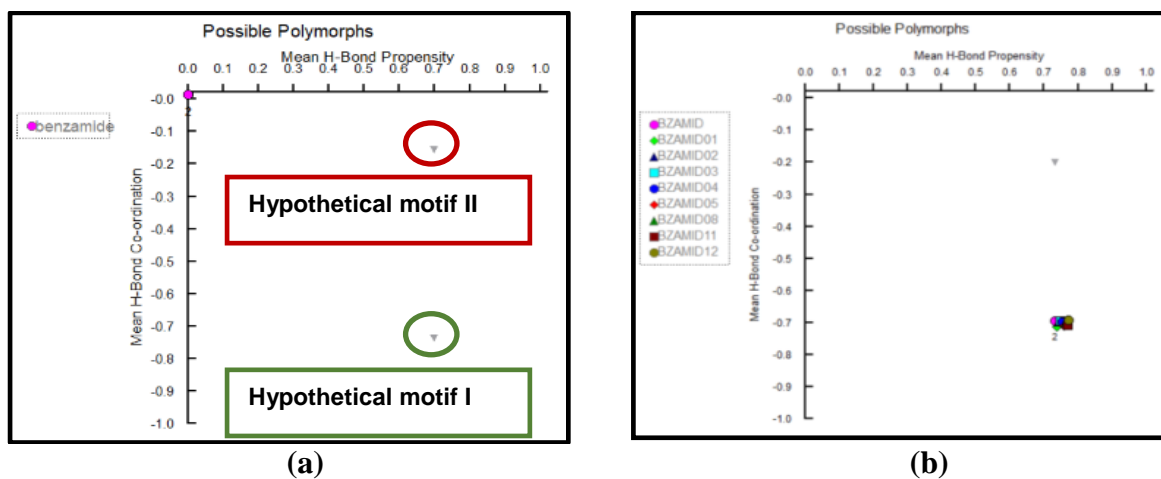 Possible Polymorphs
Mean H-Bond Propensity
0.0 0.1 0.2 0.3 0.4 0.5 0.6 0.7 0.8 0.9 1.0
benzamide
2
Mean H-Bond Co-ordination
-0.0
-0.1
-0.2
-0.3
-0.4
-0.5
-0.6
-0.7
-0.8
-0.9
-1.0
Hypothetical motif II
Hypothetical motif I
(a)
Possible Polymorphs
Mean H-Bond Propensity
0.0 0.1 0.2 0.3 0.4 0.5 0.6 0.7 0.8 0.9 1.0
BZAMID
BZAMID01
BZAMID02
BZAMID03
BZAMID04
BZAMID05
BZAMID08
BZAMID11
BZAMID12
Mean H-Bond Co-ordination
-0.0
-0.1
-0.2
-0.3
-0.4
-0.5
-0.6
-0.7
-0.8
-0.9
-1.0
2
(b)